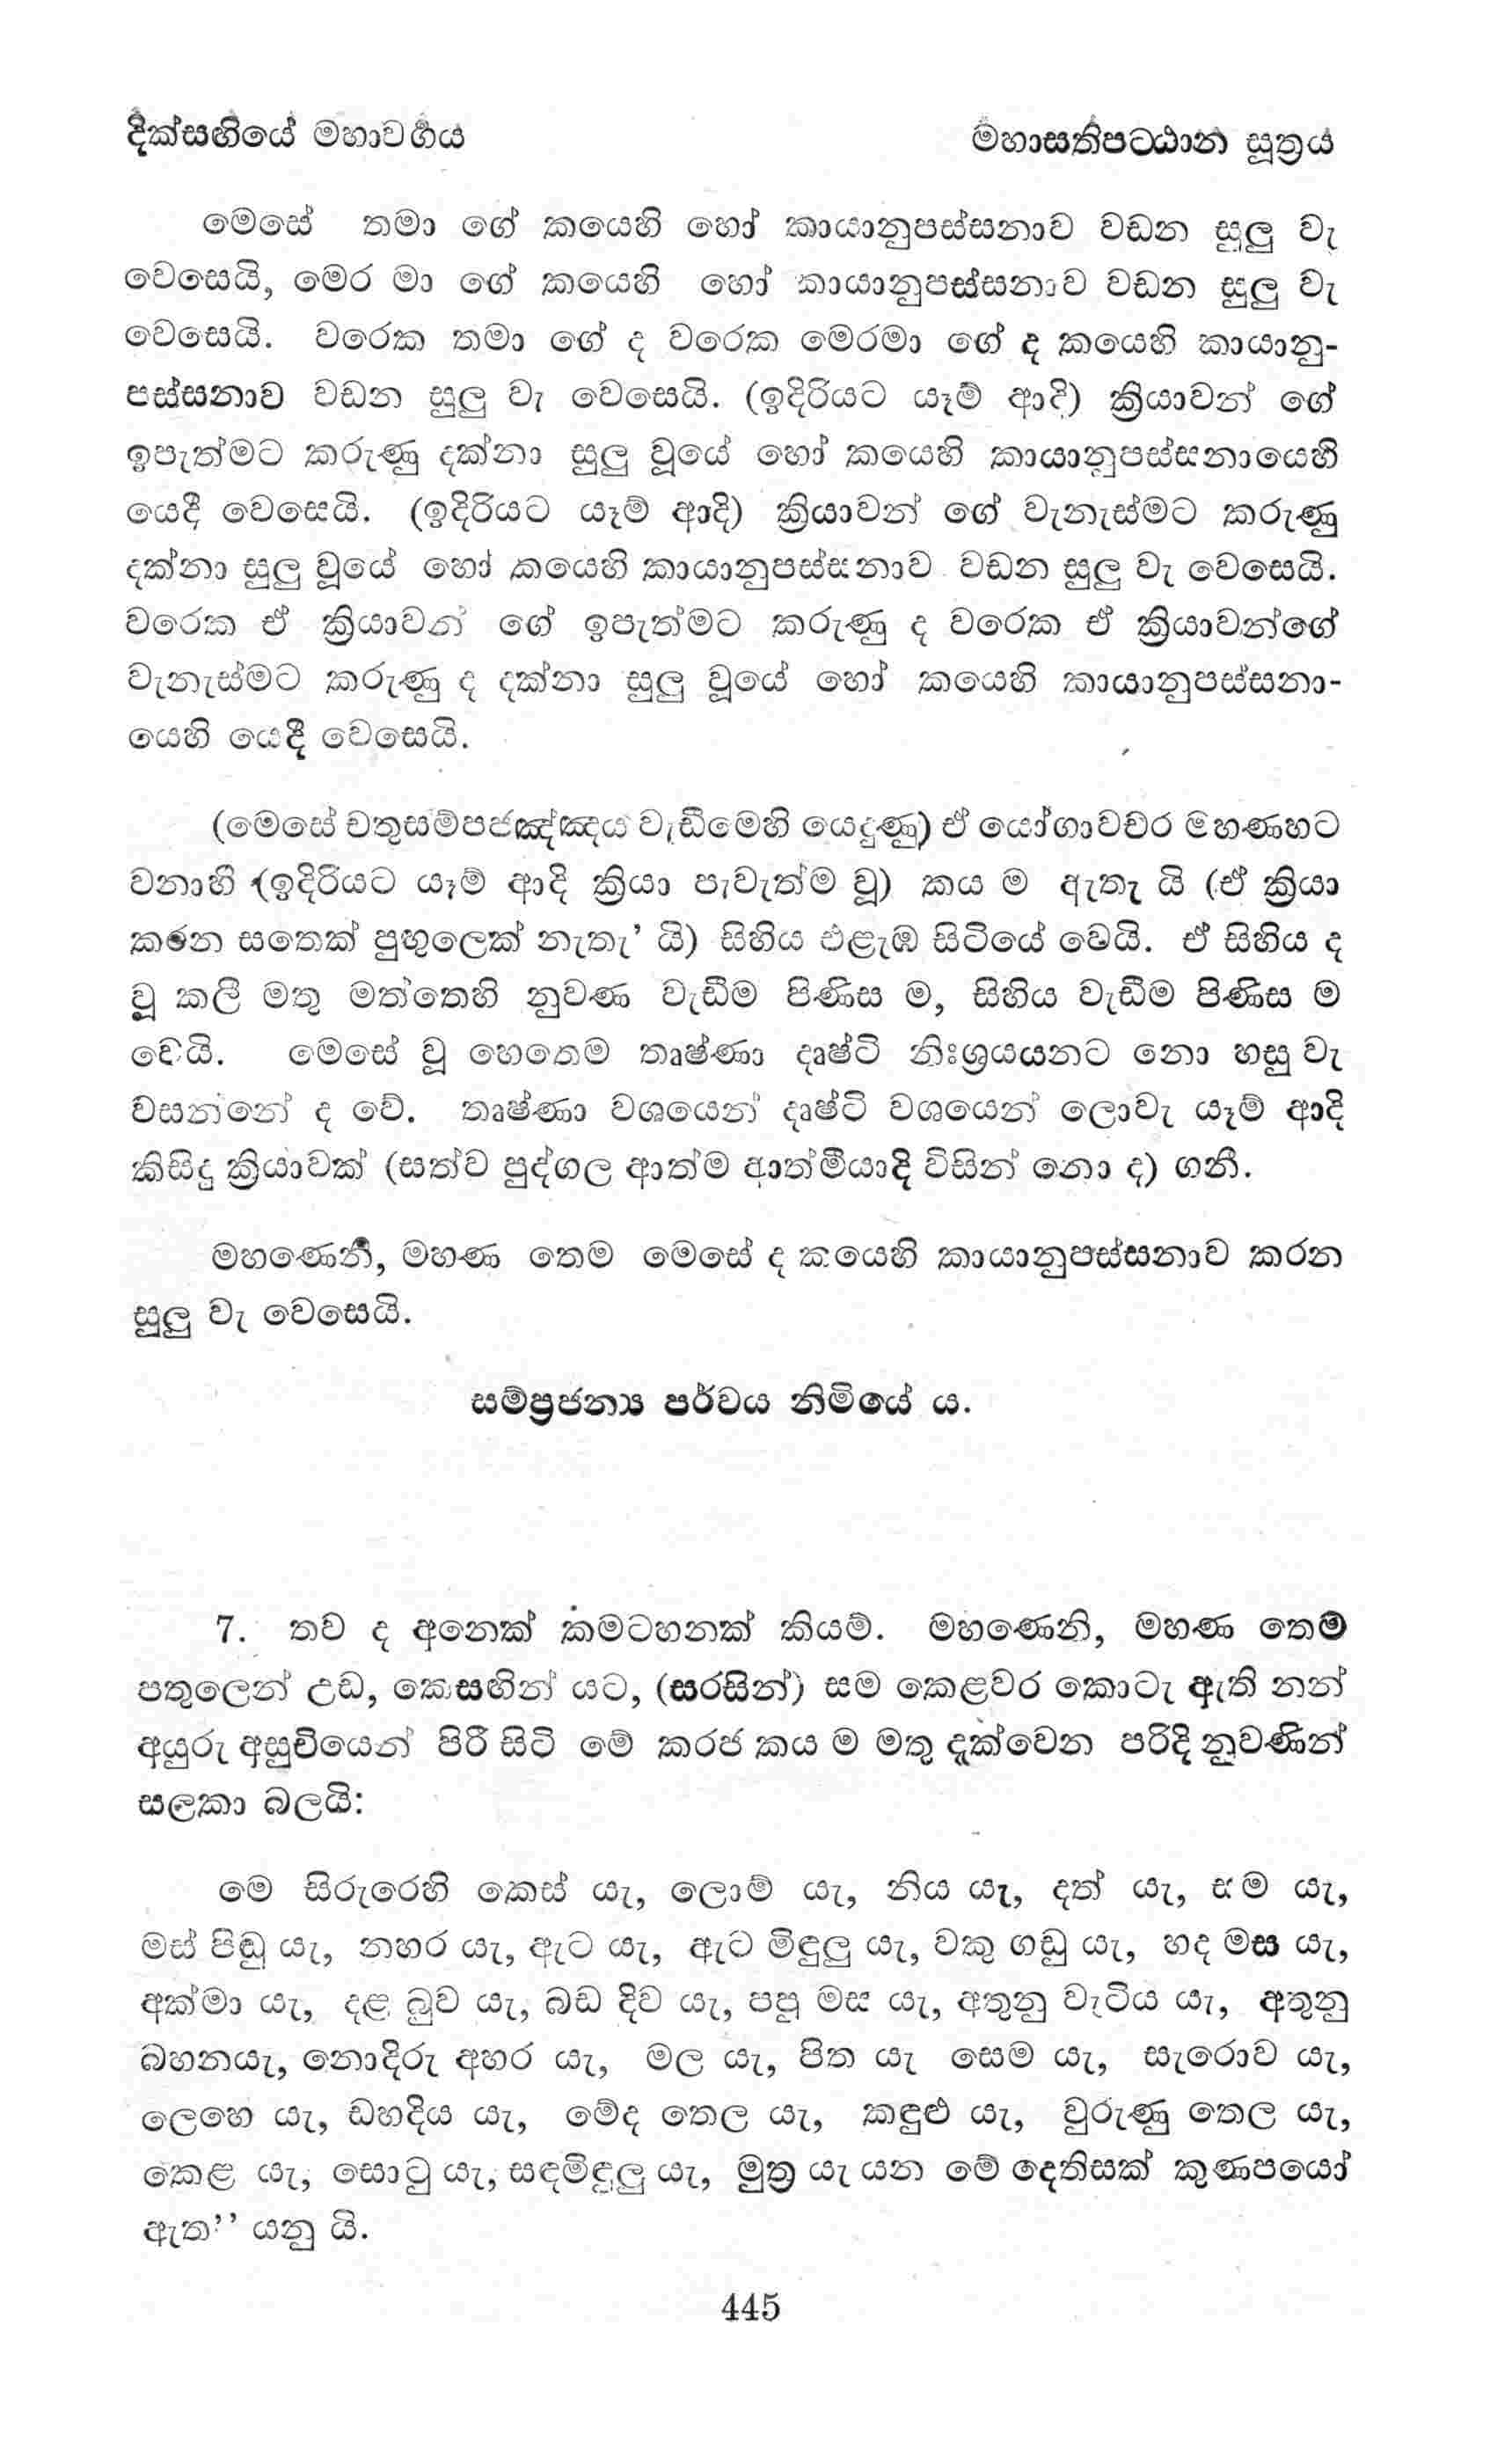 දික්සඟියේ මහාවර්‍ගය
මහාසතිපට්ඨාන සූත්‍රය
මෙසේ තමා ගේ කයෙහි හෝ කායානුපස්සනාව වඩන සුලු වැ
වෙසෙයි, මෙර මා ගේ කයෙහි හෝ කායානුපස්සනාව වඩන සුලු වැ
වෙසෙයි. වරෙක තමා ගේ ද වරෙක මෙරමා ගේ ද කයෙහි කායානු-
පස්සනාව වඩන සුලු වැ වෙසෙයි. (ඉදිරියට යෑම් ආදි) ක්‍රියාවන් ගේ
ඉපැත්මට කරුණු දක්නා සුලු වූයේ හෝ කයෙහි කායානුපස්සනායෙහි
යෙදී වෙසෙයි. (ඉදිරියට යෑම් ආදි) ක්‍රියාවන් ගේ වැනැස්මට කරුණු
දක්නා සුලු වූයේ හෝ කයෙහි කායානුපස්සනාව වඩන සුලු වැ වෙසෙයි.
වරෙක ඒ ක්‍රියාවන් ගේ ඉපැත්මට කරුණු ද වරෙක ඒ ක්‍රියාවන්ගේ
වැනැස්මට කරුණු ද දක්නා සුලු වූයේ හෝ කයෙහි කායානුපස්සනා-
යෙහි යෙදී වෙසෙයි.
(මෙසේ චතුසම්පජඤ්ඤය වැඩීමෙහි යෙදුණු) ඒ යෝගාවචර මහණහට
වනාහි (ඉදිරියට යෑම් ආදි ක්‍රියා පැවැත්ම වූ) කය ම ඇතැ යි (ඒ ක්‍රියා
කරන සතෙක් පුඟුලෙක් නැතැ' යි) සිහිය එළැඹ සිටියේ වෙයි. ඒ සිහිය ද
වූ කලී මතු මත්තෙහි නුවණ වැඩීම පිණිස ම, සිහිය වැඩීම පිණිස ම
වෙයි. මෙසේ වූ හෙතෙම තෘෂ්ණා දෘෂ්ටි නිඃශ්‍රයයනට නො හසු වැ
වසන්නේ ද වේ. තෘෂ්ණා වශයෙන් දෘෂ්ටි වශයෙන් ලොවැ යෑම් ආදි
කිසිදු ක්‍රියාවක් (සත්ව පුද්ගල ආත්ම ආත්මීයාදි විසින් නො ද) ගනී.
මහණෙනි, මහණ තෙම මෙසේ ද කයෙහි කායානුපස්සනාව කරන
සුලු වැ වෙසෙයි.
සම්ප්‍රජන්‍ය පර්වය නිමියේ ය.
7. තව ද අනෙක් කමටහනක් කියම්. මහණෙනි, මහණ තෙම
පතුලෙන් උඩ, කෙසඟින් යට, (සරසින්) සම කෙළවර කොටැ ඇති නන්
අයුරු අසුචියෙන් පිරී සිටි මේ කරජ කය ම මතු දැක්වෙන පරිදි නුවණින්
සලකා බලයි:
මෙ සිරුරෙහි කෙස් යැ, ලොම් යැ, නිය යැ, දත් යැ, සම යැ,
මස් පිඬු යැ, නහර යැ, ඇට යැ, ඇට මිඳුලු යැ, වකු ගඩු යැ, හද මස යැ,
අක්මා යැ, දළ බුව යැ, බඩ දිව යැ, පපු මස යැ, අතුනු වැටිය යැ, අතුනු
බහනයැ, නොදිරු අහර යැ, මල යැ, පිත යැ සෙම යැ, සැරොව යැ,
ලෙහෙ යැ, ඩහදිය යැ, මේද තෙල යැ, කඳුළු යැ, වුරුණු තෙල යැ,
කෙළ යැ, සොටු යැ, සඳමිඳුලු යැ, මුත්‍ර යැ යන මේ දෙතිසක් කුණපයෝ
ඇත'' යනු යි.
445